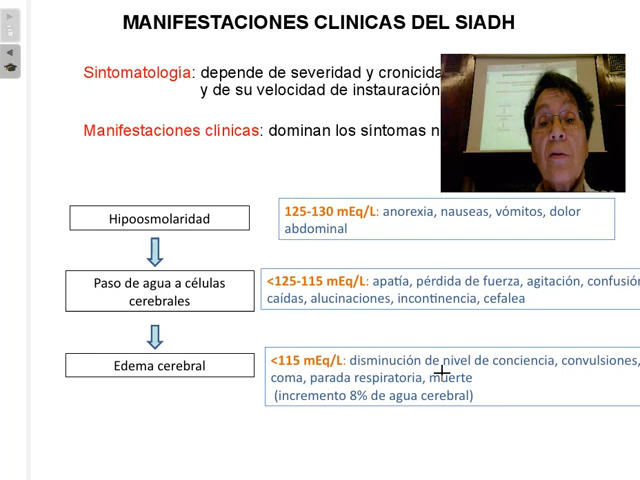 MANIFESTACIONES CLINICAS DEL SIADH
Sintomatología: depende de severidad y cronicida
y de su velocidad de instauración
Manifestaciones clínicas: dominan los síntomas n
Hipoosmolaridad
125-130 mEq/L: anorexia, nauseas, vómitos, dolor
abdominal
Paso de agua a células
cerebrales
<125-115 mEq/L: apatía, pérdida de fuerza, agitación, confusión
caídas, alucinaciones, incontinencia, cefalea
Edema cerebral
<115 mEq/L: disminución de nivel de conciencia, convulsiones,
coma, parada respiratoria, muerte
(incremento 8% de agua cerebral)